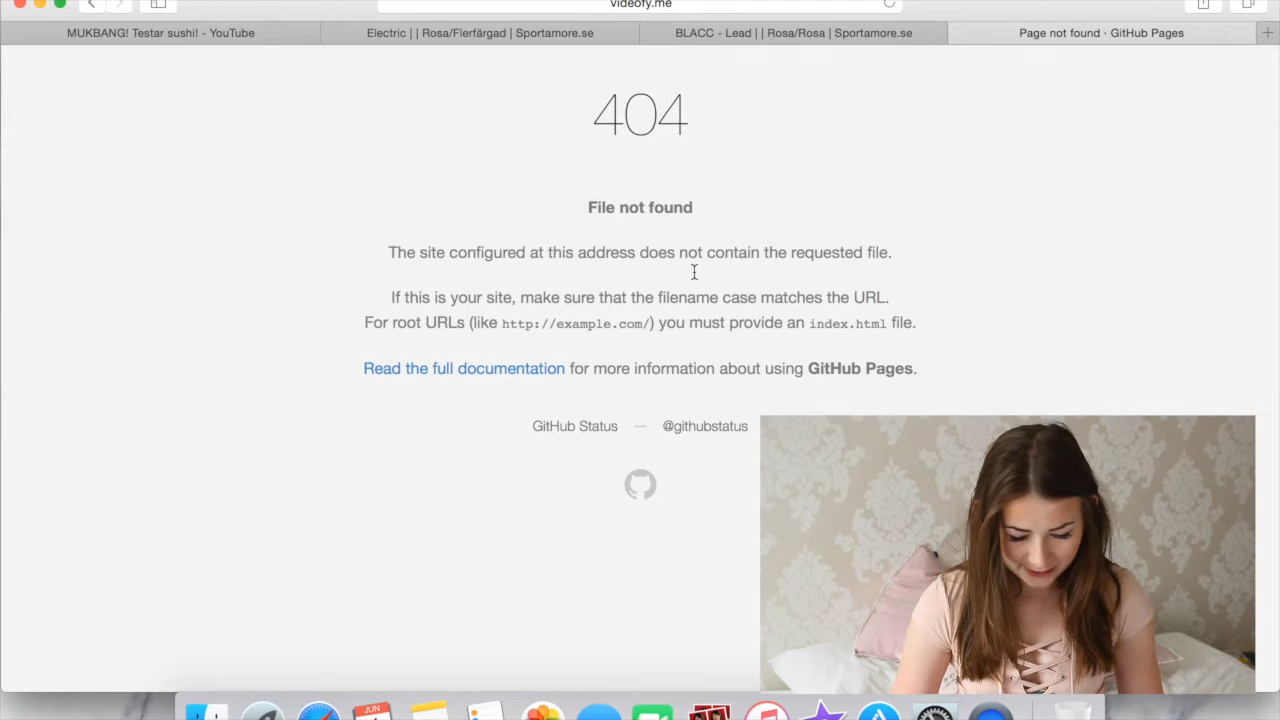 videofy.me
MUKBANG! Testar sushi! - YouTube
Electric | | Rosa/Flerfärgad | Sportamore.se
BLACC - Lead | | Rosa/Rosa | Sportamore.se
Page not found · GitHub Pages
404
File not found
The site configured at this address does not contain the requested file.
If this is your site, make sure that the filename case matches the URL.
For root URLs (like http://example.com/) you must provide an index.html file.
Read the full documentation for more information about using GitHub Pages.
GitHub Status — @githubstatus
JUN